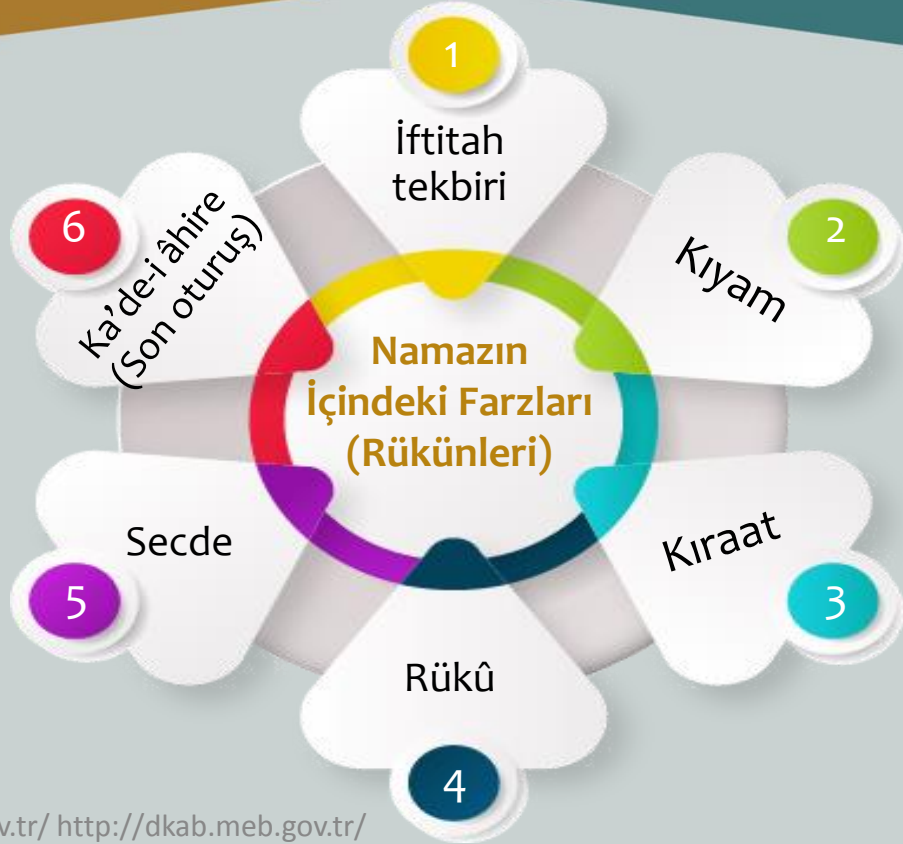 1
İftitah
tekbiri
2
Kıyam
3
Kıraat
4
Rükû
5
Secde
6
Ka'de-i âhire
(Son oturuş)
Namazın
İçindeki Farzları
(Rükünleri)
v.tr/ http://dkab.meb.gov.tr/